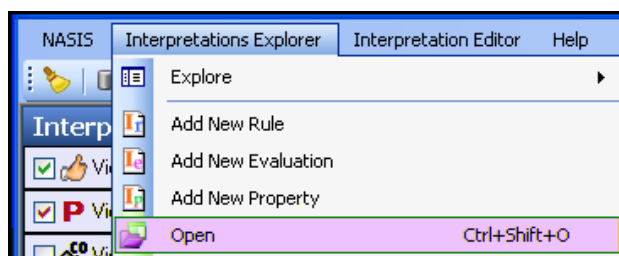 NASIS Interpretations Explorer Interpretation Editor Help
Explore
Interp
Add New Rule
Add New Evaluation
Add New Property
Open Ctrl+Shift+O